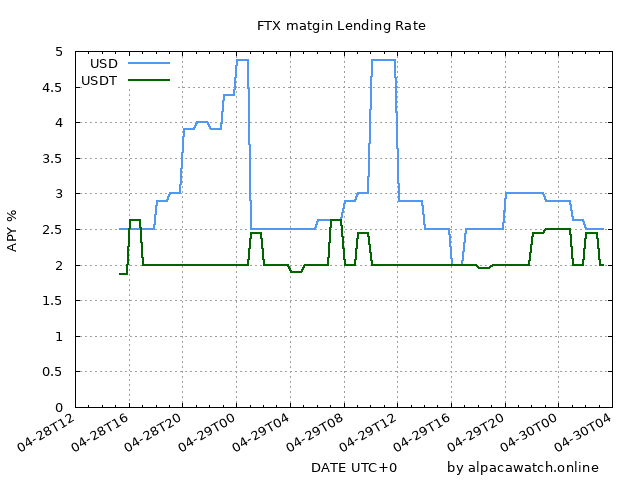 FTX matgin Lending Rate
USD
USDT
5
4.5
4
3.5
3
2.5
2
1.5
1
0.5
0
APY %
04-28T12
04-28T16
04-28T20
04-29T00
04-29T04
04-29T08
04-29T12
04-29T16
04-29T20
04-30T00
04-30T04
DATE UTC+0
by alpacawatch.online